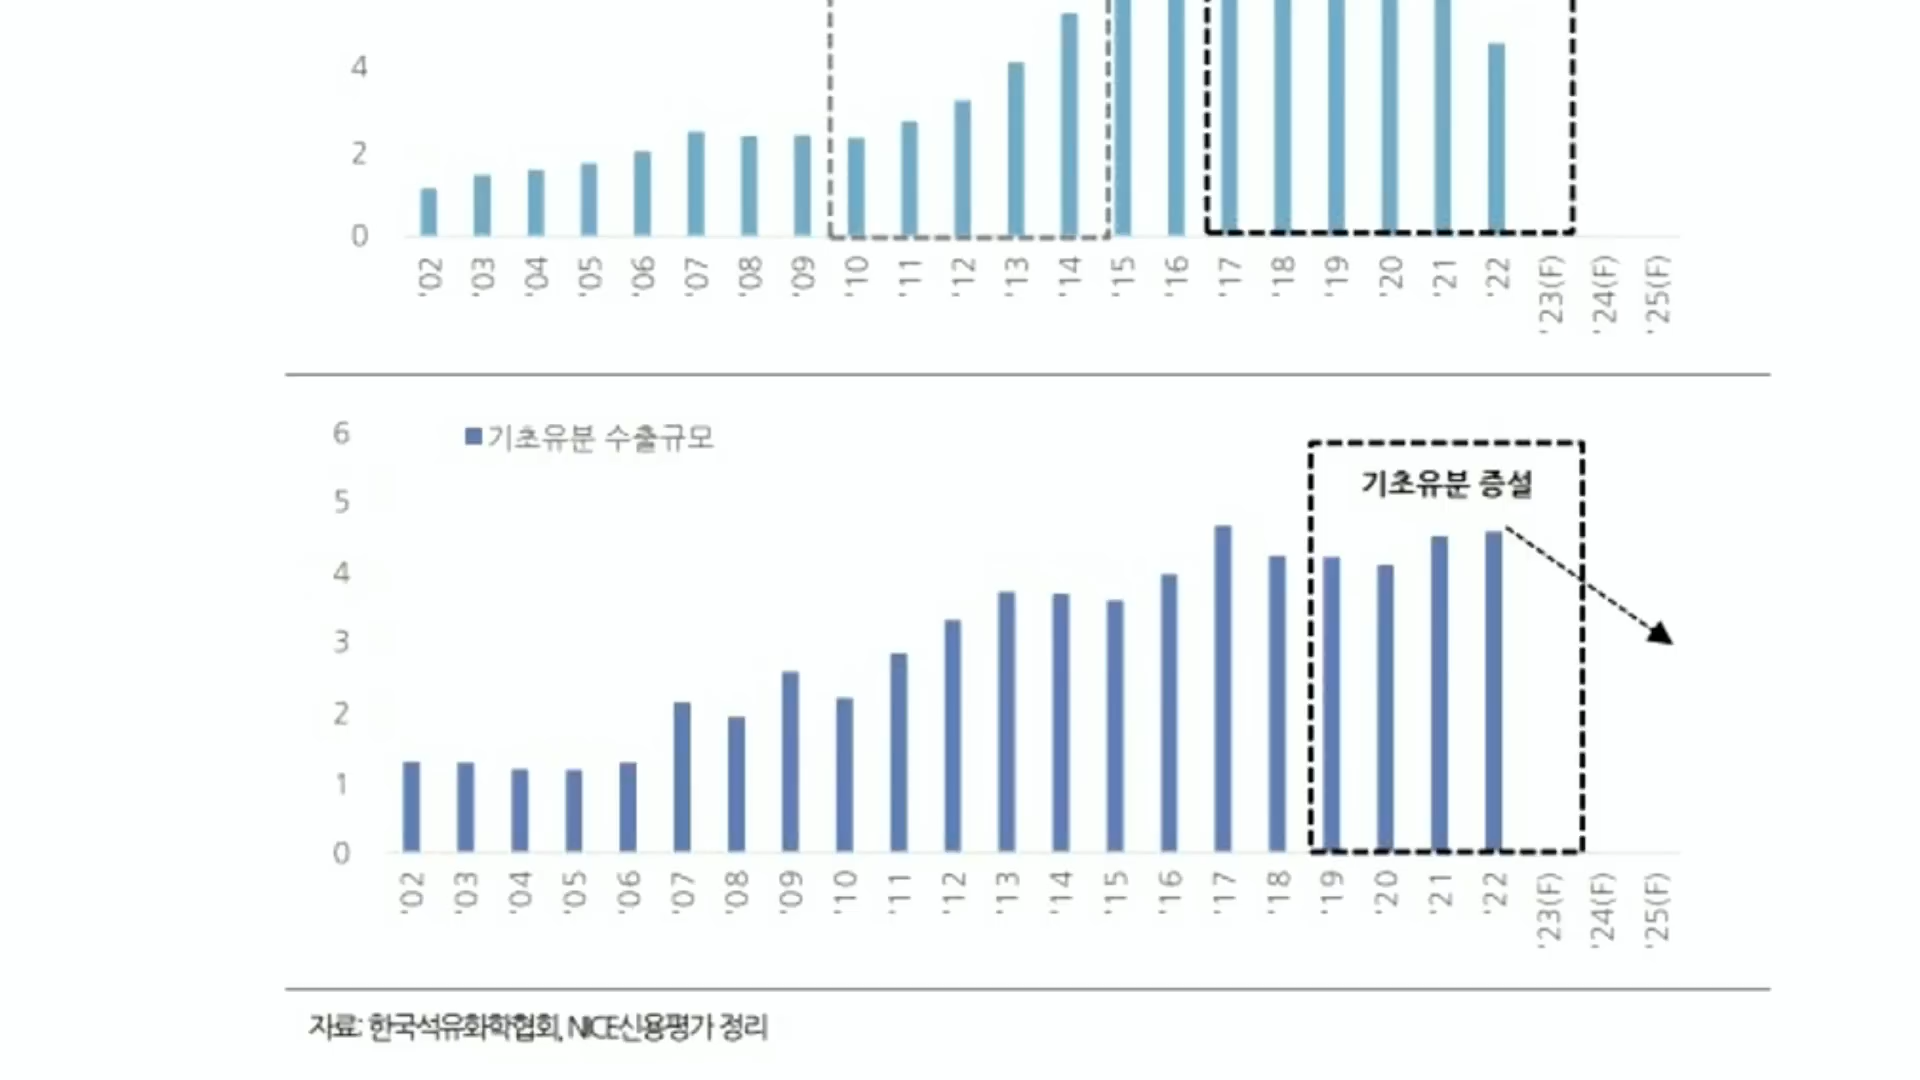 4
2
0
'02 '03 '04 '05 '06 '07 '08 '09 '10 '11 '12 '13 '14 '15 '16 '17 '18 '19 '20 '21 '22 '23(F) '24(F) '25(F)
기초유분 수출규모
기초유분 증설
6
5
4
3
2
1
0
'02 '03 '04 '05 '06 '07 '08 '09 '10 '11 '12 '13 '14 '15 '16 '17 '18 '19 '20 '21 '22 '23(F) '24(F) '25(F)
자료: 한국석유화학협회, NICE신용평가 정리